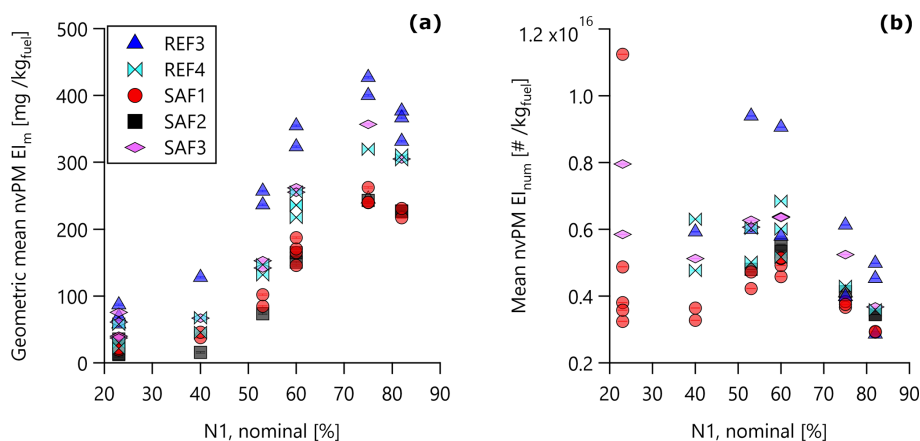 (a)
Geometric mean nvPM EIm [mg /kgfuel]
500
400
300
200
100
0
REF3
REF4
SAF1
SAF2
SAF3
20 30 40 50 60 70 80 90
N1, nominal [%]
(b)
Mean nvPM EInum [# /kgfuel]
1.2 x10^16
1.0
0.8
0.6
0.4
0.2
20 30 40 50 60 70 80 90
N1, nominal [%]